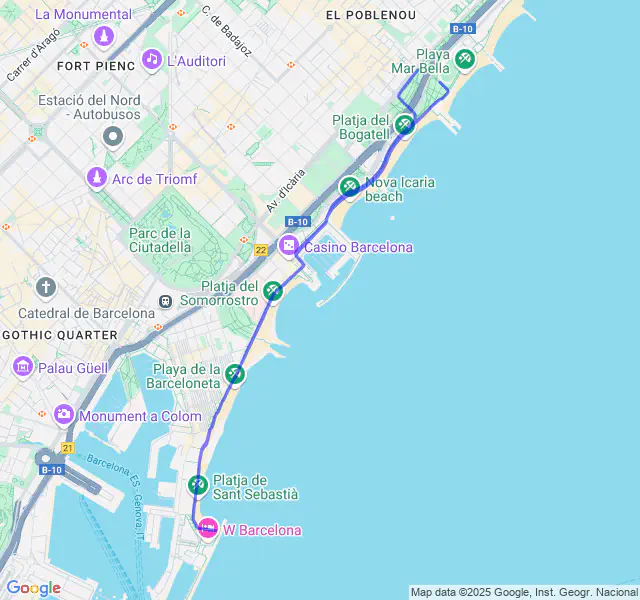 La Monumental
EL POBLENOU
B-10
C. de Badajoz
Carrer d'Aragó
FORT PIENC
L'Auditori
Playa
Mar Bella
Estació del Nord
- Autobusos
Platja del
Bogatell
Arc de Triomf
Av. d'Icària
Nova Icaria
beach
B-10
Parc de la
Ciutadella
22
Casino Barcelona
Catedral de Barcelona
Platja del
Somorrostro
GOTHIC QUARTER
Palau Güell
Playa de la
Barceloneta
Monument a Colom
21
B-10
Barcelona, ES - Genova, IT
Platja de
Sant Sebastià
W Barcelona
Google
Map data ©2025 Google, Inst. Geogr. Nacional